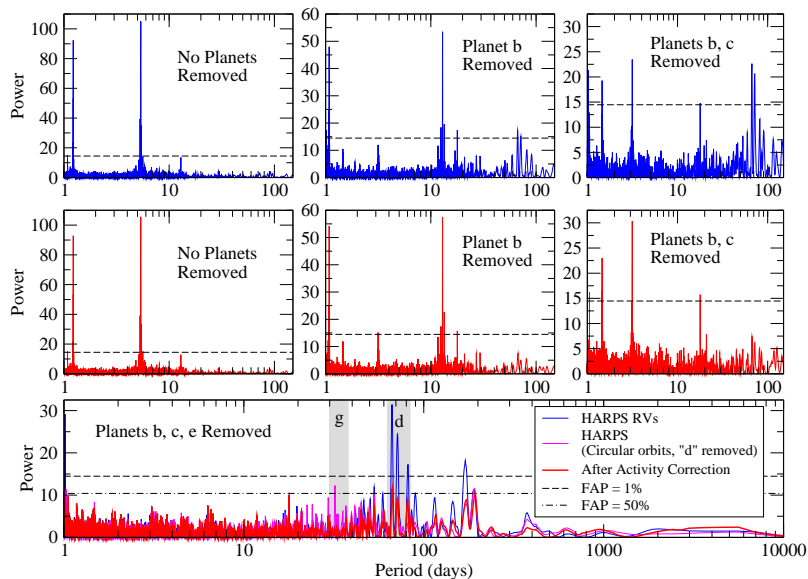 100
80
60
40
20
0
Power
No Planets
Removed
1
10
100
60
50
40
30
20
10
0
Planet b
Removed
1
10
100
30
25
20
15
10
5
0
Planets b, c
Removed
1
10
100
100
80
60
40
20
0
Power
No Planets
Removed
1
10
100
60
50
40
30
20
10
0
Planet b
Removed
1
10
100
30
25
20
15
10
5
0
Planets b, c
Removed
1
10
100
30
20
10
0
Power
Planets b, c, e Removed
g
d
HARPS RVs
HARPS
(Circular orbits, "d" removed)
After Activity Correction
FAP = 1%
FAP = 50%
1
10
100
1000
10000
Period (days)